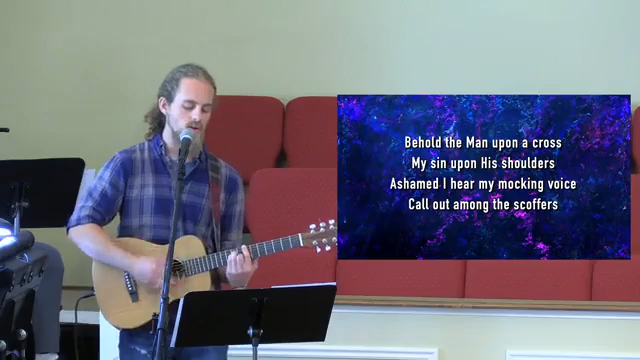 Behold the Man upon a cross
My sin upon His shoulders
Ashamed I hear my mocking voice
Call out among the scoffers